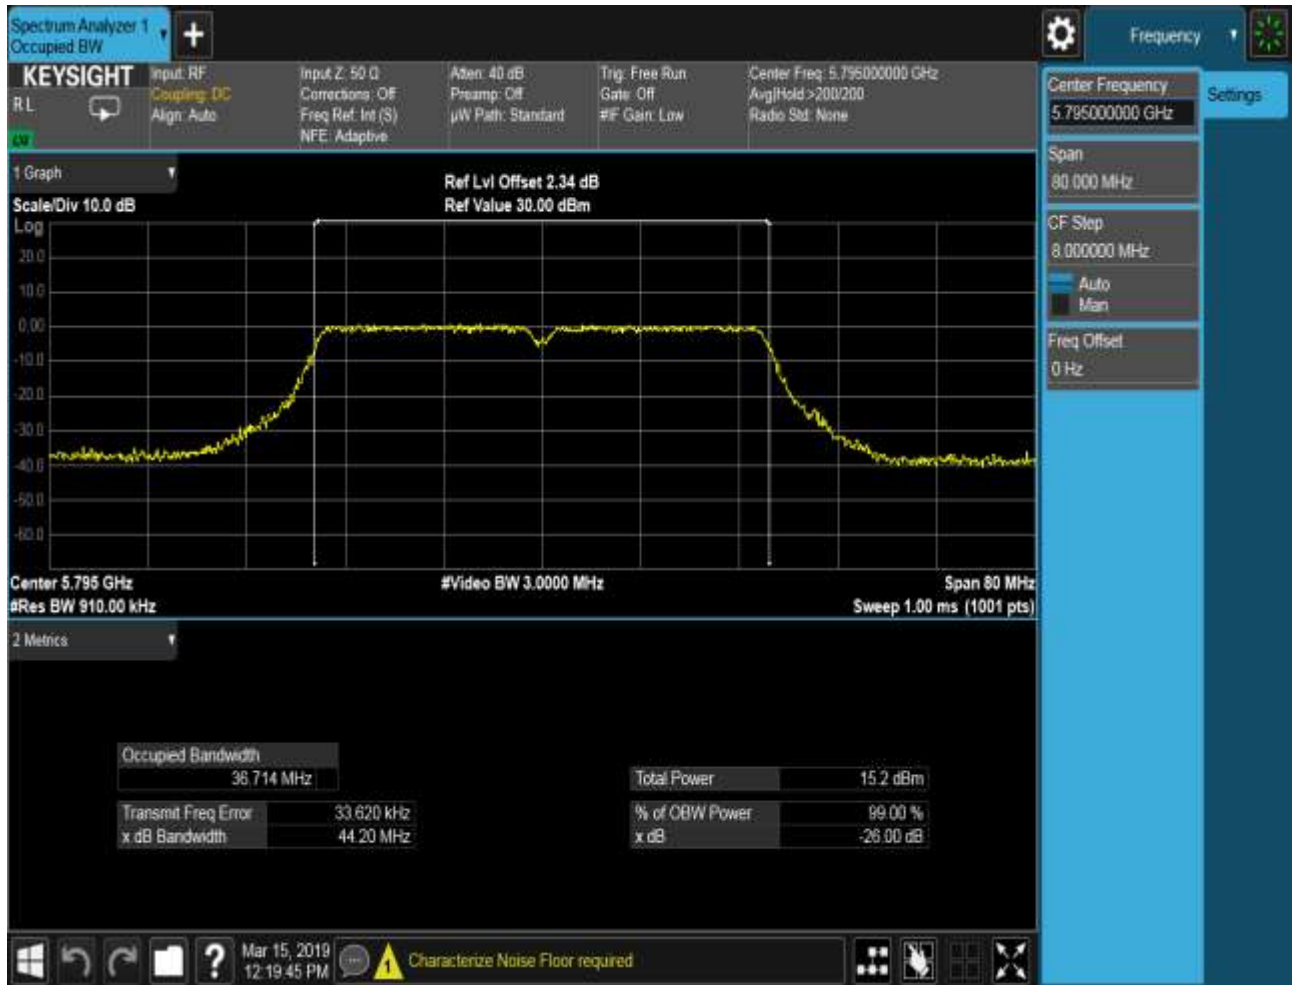 Spectrum Analyzer 1
Occupied BW
Frequency
KEYSIGHT
R L
Input: RF
Coupling: DC
Align: Auto
Input Z: 50 Ω
Corrections: Off
Freq Ref: Int (S)
NFE: Adaptive
Atten: 40 dB
Preamp: Off
µW Path: Standard
Trig: Free Run
Gate: Off
#IF Gain: Low
Center Freq: 5.795000000 GHz
Avg|Hold:>200/200
Radio Std: None
Center Frequency
5.795000000 GHz
Settings
Span
80.000 MHz
CF Step
8.000000 MHz
Auto
Man
Freq Offset
0 Hz
1 Graph
Scale/Div 10.0 dB
Ref Lvl Offset 2.34 dB
Ref Value 30.00 dBm
Log
20.0
10.0
0.00
-10.0
-20.0
-30.0
-40.0
-50.0
-60.0
Center 5.795 GHz
#Video BW 3.0000 MHz
Span 80 MHz
#Res BW 910.00 kHz
Sweep 1.00 ms (1001 pts)
2 Metrics
Occupied Bandwidth
36.714 MHz
Total Power 15.2 dBm
Transmit Freq Error 33.620 kHz
% of OBW Power 99.00 %
x dB Bandwidth 44.20 MHz
x dB -26.00 dB
?
Mar 15, 2019
12:19:45 PM
1
Characterize Noise Floor required